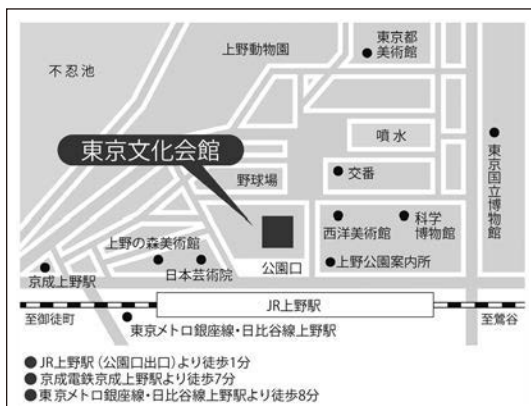 東京都
美術館
上野動物園
不忍池
噴水
東京文化会館
野球場
交番
東京国立博物館
西洋美術館
科学
博物館
上野の森美術館
日本芸術院
公園口
上野公園案内所
京成上野駅
JR上野駅
至御徒町
至鶯谷
東京メトロ銀座線・日比谷線上野駅
●JR上野駅(公園口出口)より徒歩1分
●京成電鉄京成上野駅より徒歩7分
●東京メトロ銀座線・日比谷線上野駅より徒歩8分